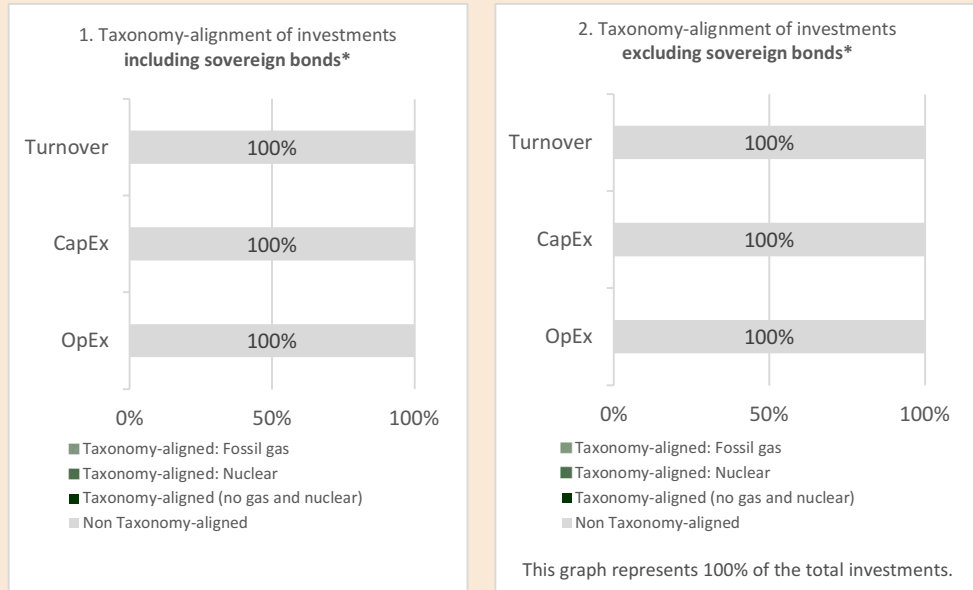 1. Taxonomy-alignment of investments
including sovereign bonds*
Turnover
100%
CapEx
100%
OpEx
100%
0%
50%
100%
Taxonomy-aligned: Fossil gas
Taxonomy-aligned: Nuclear
Taxonomy-aligned (no gas and nuclear)
Non Taxonomy-aligned
2. Taxonomy-alignment of investments
excluding sovereign bonds*
Turnover
100%
CapEx
100%
OpEx
100%
0%
50%
100%
Taxonomy-aligned: Fossil gas
Taxonomy-aligned: Nuclear
Taxonomy-aligned (no gas and nuclear)
Non Taxonomy-aligned
This graph represents 100% of the total investments.